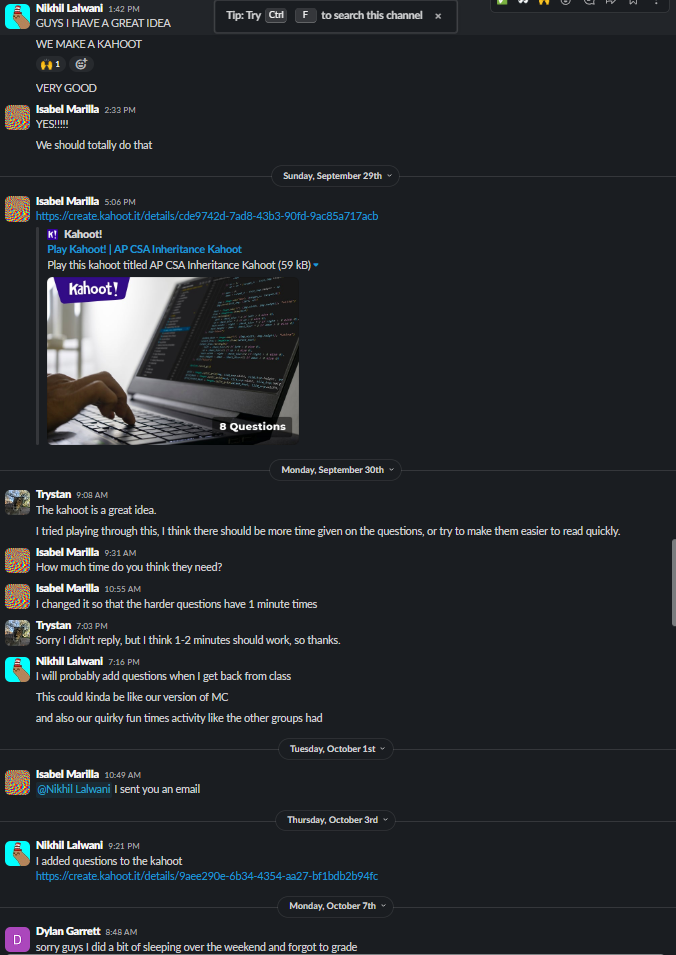 Nikhil Lalwani 1:42 PM
GUYS I HAVE A GREAT IDEA
Tip: Try Ctrl F to search this channel ×
WE MAKE A KAHOOT
🙌 1
VERY GOOD
Isabel Marilla 2:33 PM
YES!!!!!
We should totally do that
Sunday, September 29th
Isabel Marilla 5:06 PM
https://create.kahoot.it/details/cde9742d-7ad8-43b3-90fd-9ac85a717acb
K! Kahoot!
Play Kahoot! | AP CSA Inheritance Kahoot
Play this kahoot titled AP CSA Inheritance Kahoot (59 kB)
Kahoot!
8 Questions
Monday, September 30th
Trystan 9:08 AM
The kahoot is a great idea.
I tried playing through this, I think there should be more time given on the questions, or try to make them easier to read quickly.
Isabel Marilla 9:31 AM
How much time do you think they need?
Isabel Marilla 10:55 AM
I changed it so that the harder questions have 1 minute times
Trystan 7:03 PM
Sorry I didn't reply, but I think 1-2 minutes should work, so thanks.
Nikhil Lalwani 7:16 PM
I will probably add questions when I get back from class
This could kinda be like our version of MC
and also our quirky fun times activity like the other groups had
Tuesday, October 1st
Isabel Marilla 10:49 AM
@Nikhil Lalwani I sent you an email
Thursday, October 3rd
Nikhil Lalwani 9:21 PM
I added questions to the kahoot
https://create.kahoot.it/details/9aee290e-6b34-4354-aa27-bf1bdb2b94fc
Monday, October 7th
D
Dylan Garrett 8:48 AM
sorry guys I did a bit of sleeping over the weekend and forgot to grade